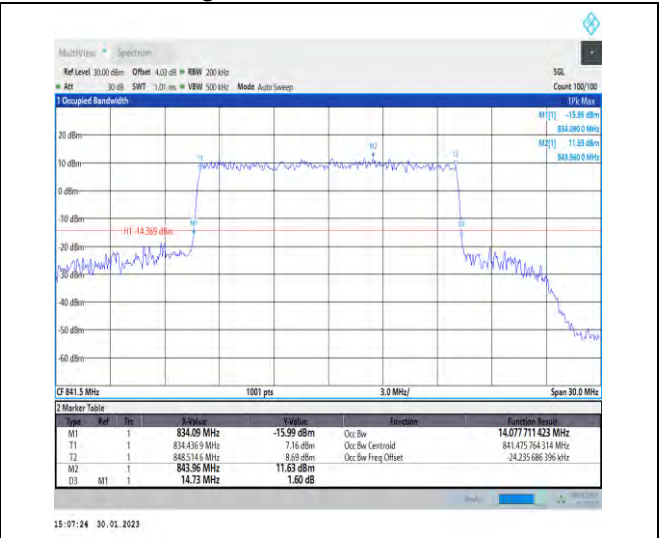 MultiView Spectrum
Ref Level 30.00 dBm Offset 4.03 dB RBW 200 kHz SGL
Att 30 dB SWT 1.01 ms VBW 500 kHz Mode Auto Sweep Count 100/100
1 Occupied Bandwidth 1Pk Max
M1[1] -15.99 dBm
834.090 0 MHz
M2[1] 11.63 dBm
843.960 0 MHz
20 dBm
M2
T1 T2
10 dBm
0 dBm
-10 dBm
M1 D3
H1 -14.369 dBm
-20 dBm
-30 dBm
-40 dBm
-50 dBm
-60 dBm
CF 841.5 MHz 1001 pts 3.0 MHz/ Span 30.0 MHz
2 Marker Table
Type Ref Trc X-Value Y-Value Function Function Result
M1 1 834.09 MHz -15.99 dBm Occ Bw 14.077 711 423 MHz
T1 1 834.436 9 MHz 7.16 dBm Occ Bw Centroid 841.475 764 314 MHz
T2 1 848.514 6 MHz 8.69 dBm Occ Bw Freq Offset -24.235 686 396 kHz
M2 1 843.96 MHz 11.63 dBm
D3 M1 1 14.73 MHz 1.60 dB
15:07:24 30.01.2023